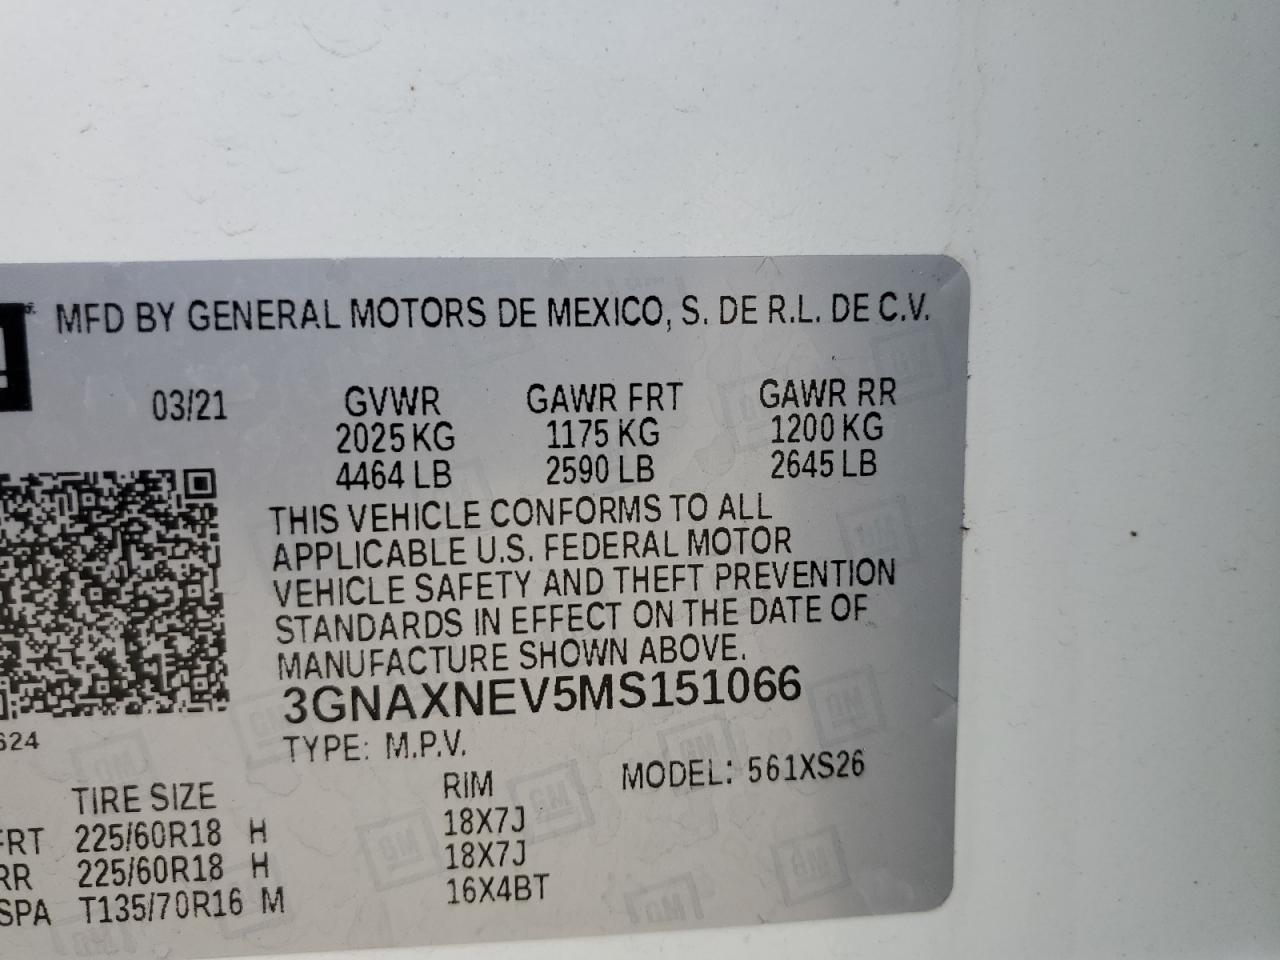 MFD BY GENERAL MOTORS DE MEXICO, S. DE R.L. DE C.V.
03/21 GVWR GAWR FRT GAWR RR
2025 KG 1175 KG 1200 KG
4464 LB 2590 LB 2645 LB
THIS VEHICLE CONFORMS TO ALL
APPLICABLE U.S. FEDERAL MOTOR
VEHICLE SAFETY AND THEFT PREVENTION
STANDARDS IN EFFECT ON THE DATE OF
MANUFACTURE SHOWN ABOVE.
3GNAXNEV5MS151066
624
TYPE: M.P.V.
MODEL: 561XS26
TIRE SIZE RIM
FRT 225/60R18 H 18X7J
RR 225/60R18 H 18X7J
SPA T135/70R16 M 16X4BT